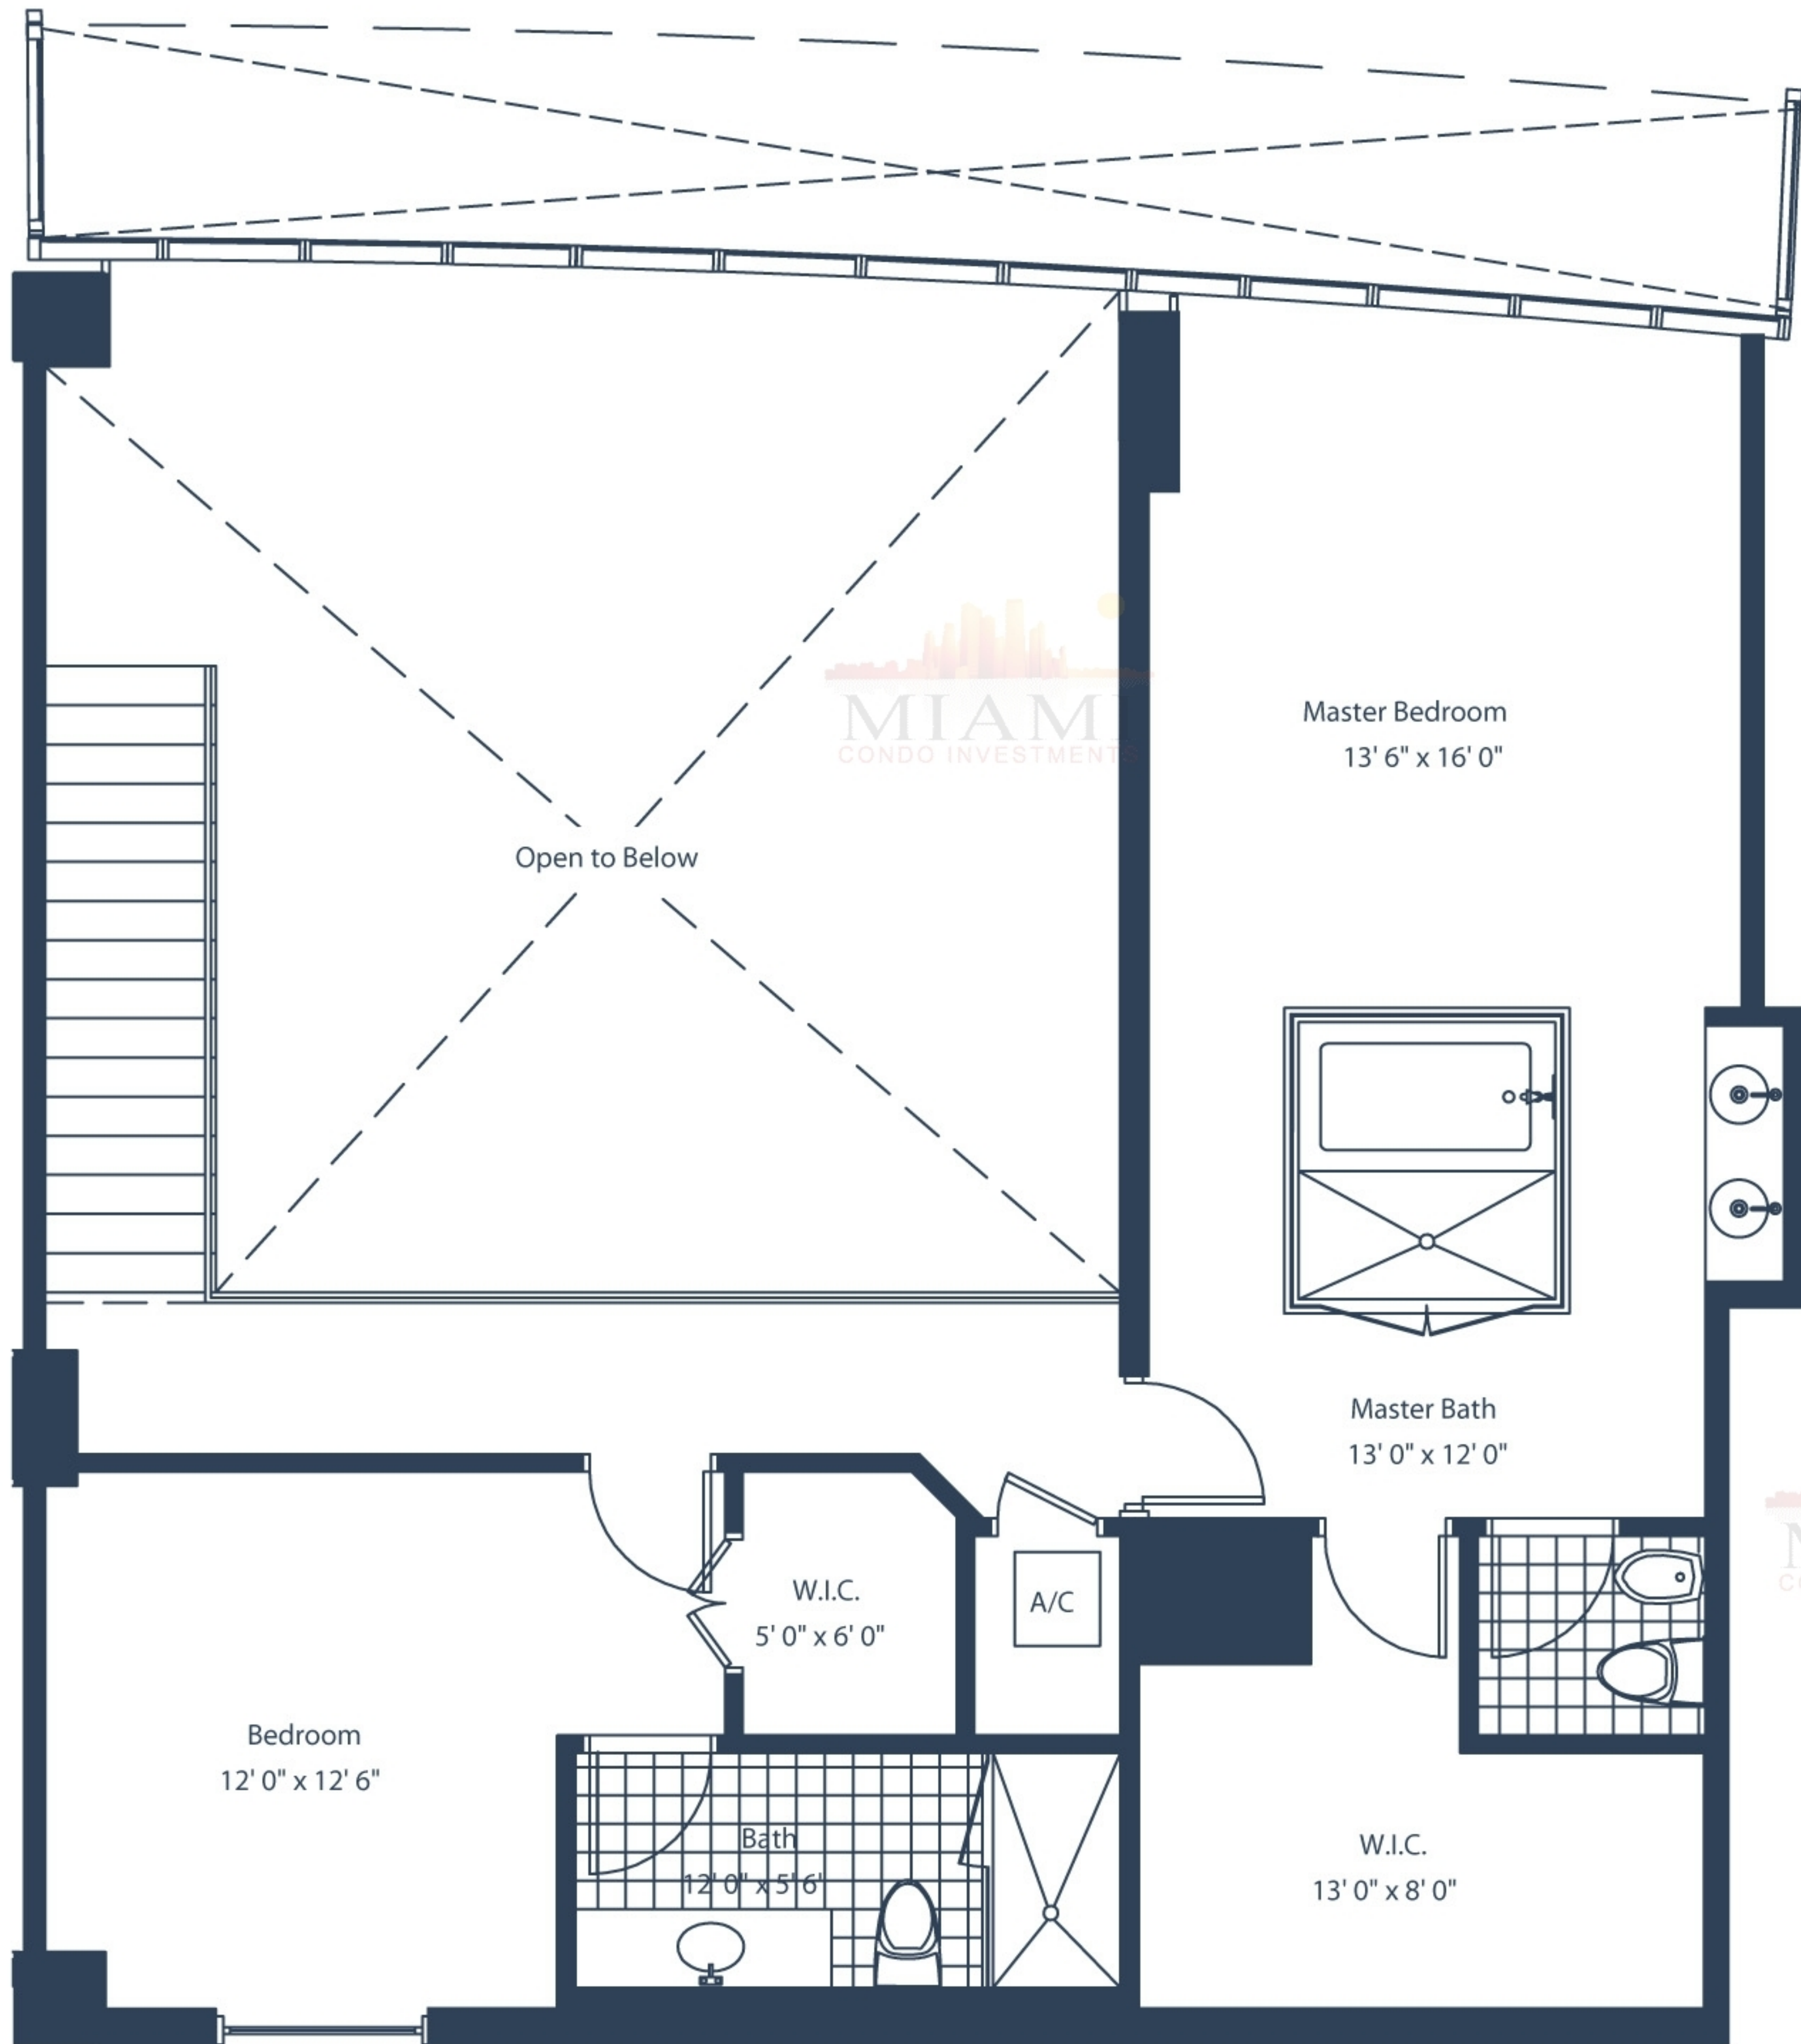 MIAMI
CONDO INVESTMENTS
Master Bedroom
13' 6" x 16' 0"
Open to Below
Master Bath
13' 0" x 12' 0"
W.I.C.
5' 0" x 6' 0"
A/C
Bedroom
12' 0" x 12' 6"
Bath
12' 0" x 5' 6'
W.I.C.
13' 0" x 8' 0"